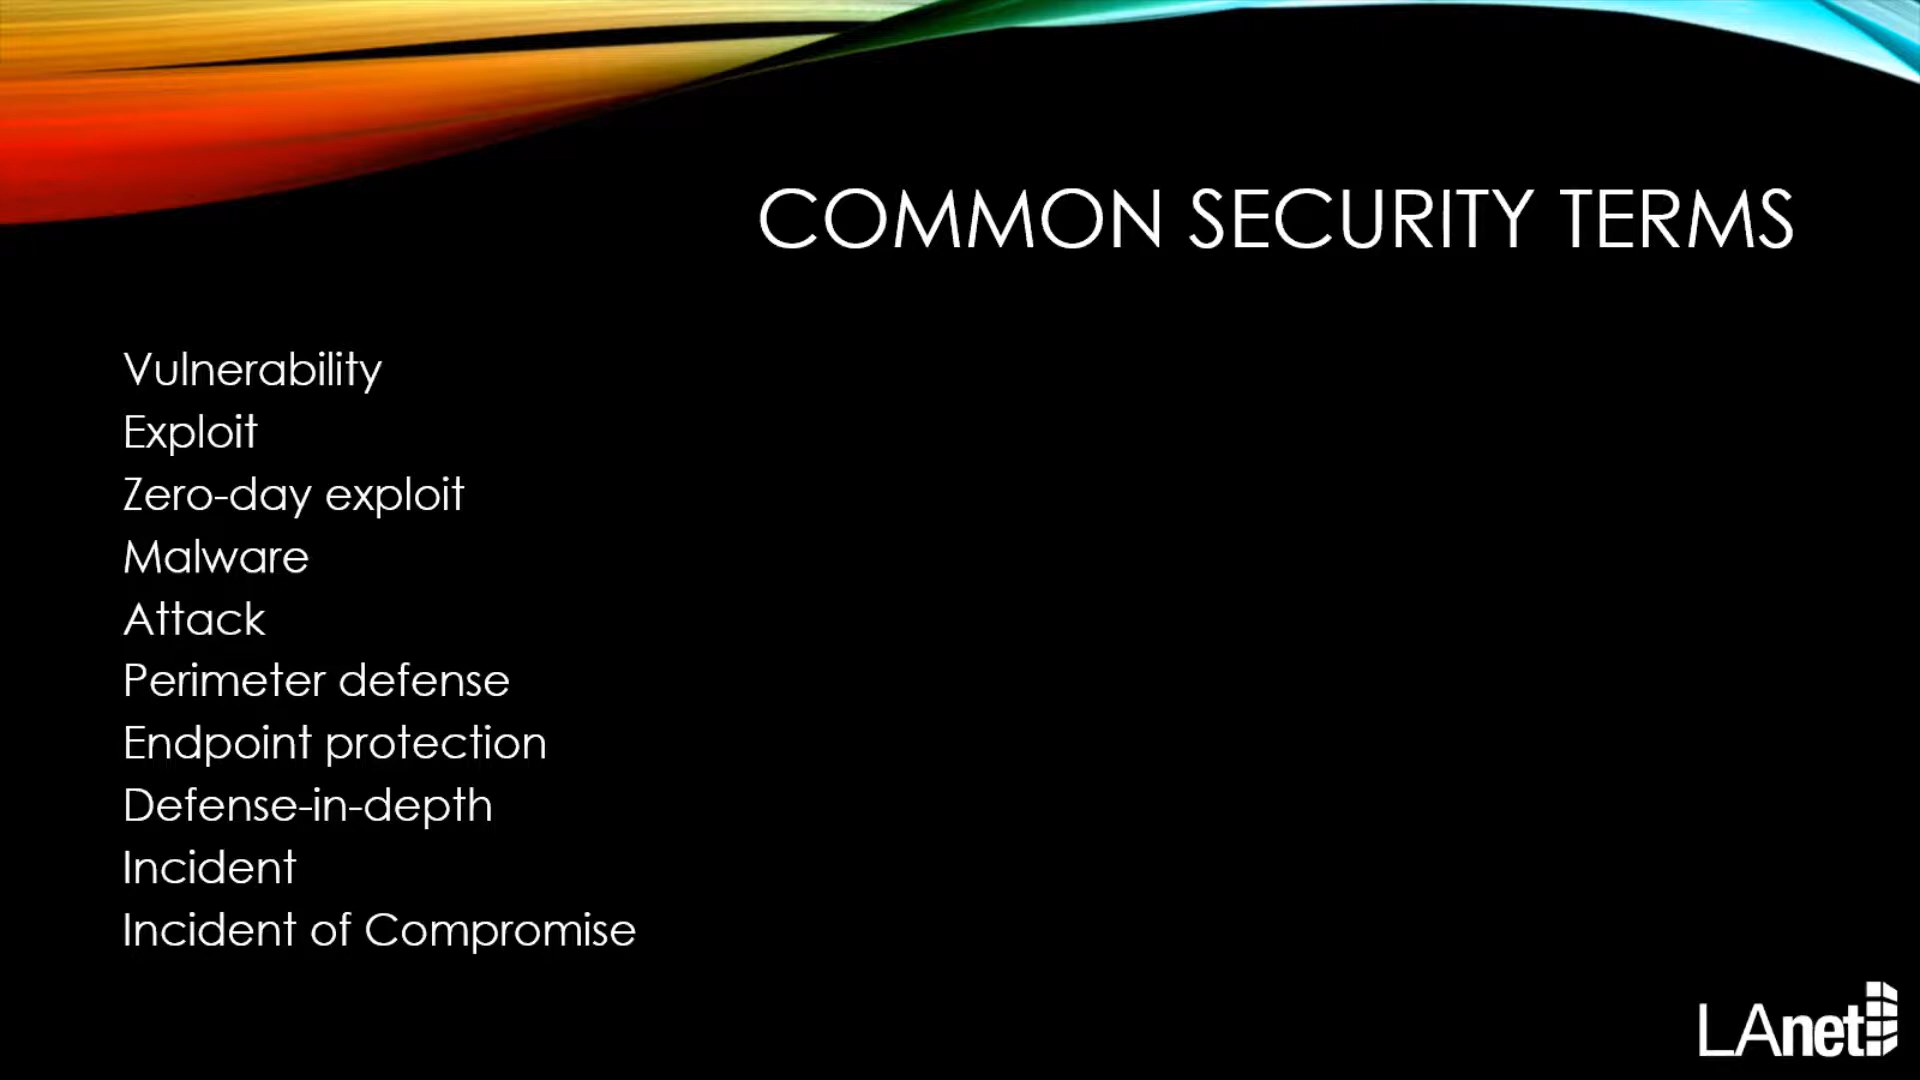 COMMON SECURITY TERMS
Vulnerability
Exploit
Zero-day exploit
Malware
Attack
Perimeter defense
Endpoint protection
Defense-in-depth
Incident
Incident of Compromise
LAnet